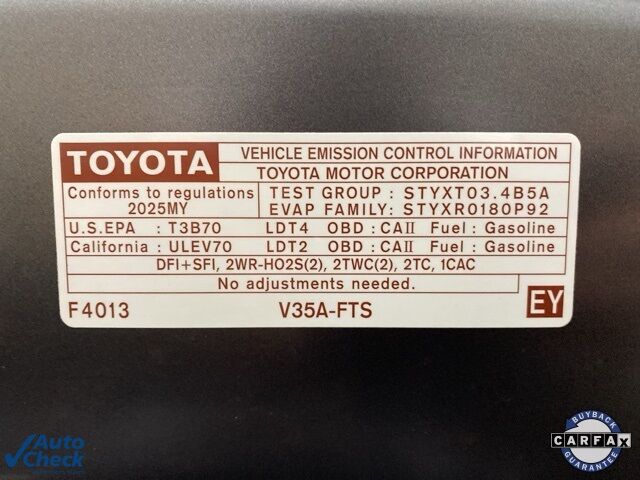 TOYOTA VEHICLE EMISSION CONTROL INFORMATION
TOYOTA MOTOR CORPORATION
Conforms to regulations
2025MY
TEST GROUP : STYXT03.4B5A
EVAP FAMILY: STYXR0180P92
U.S.EPA : T3B70 LDT4 OBD : CAII Fuel : Gasoline
California : ULEV70 LDT2 OBD : CAII Fuel : Gasoline
DFI+SFI, 2WR-HO2S(2), 2TWC(2), 2TC, 1CAC
No adjustments needed.
F4013 V35A-FTS EY
Auto
Check
BUYBACK
CARFAX
GUARANTEE